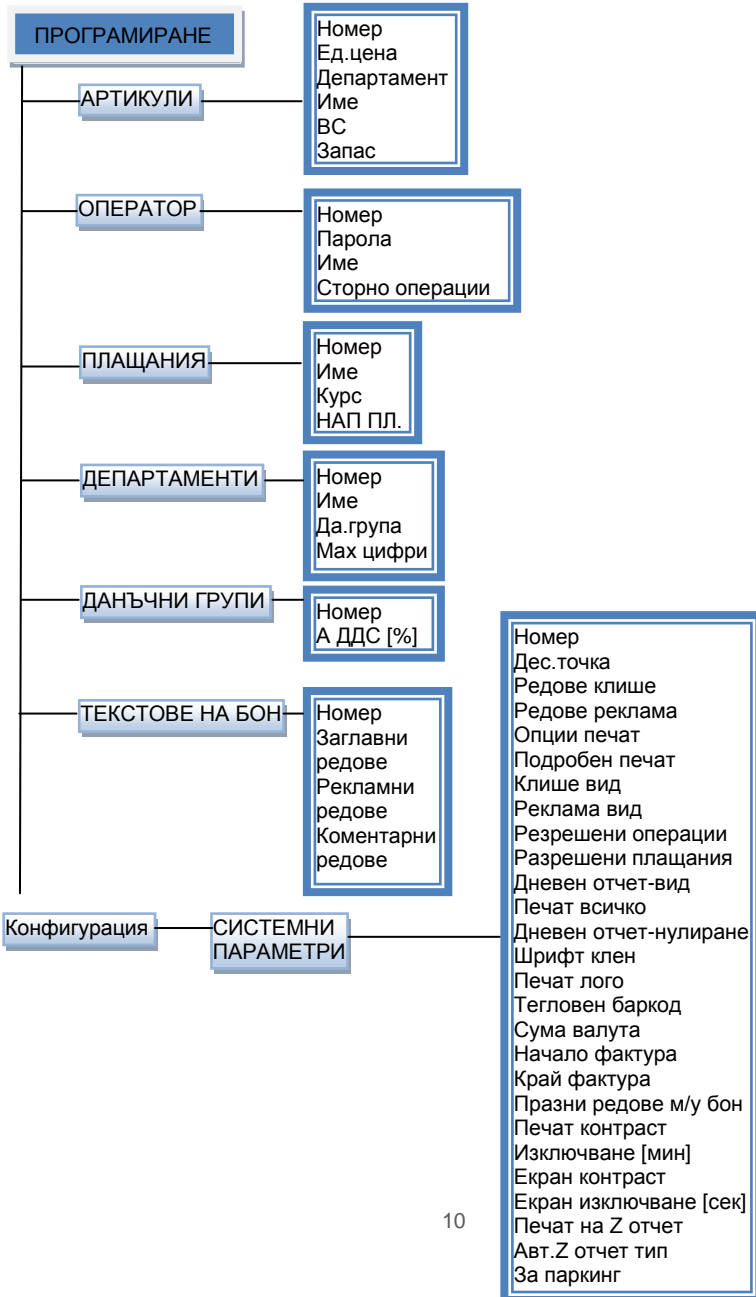 ПРОГРАМИРАНЕ
АРТИКУЛИ
Номер
Ед.цена
Департамент
Име
ВС
Запас
ОПЕРАТОР
Номер
Парола
Име
Сторно операции
ПЛАЩАНИЯ
Номер
Име
Курс
НАП ПЛ.
ДЕПАРТАМЕНТИ
Номер
Име
Да.група
Мах цифри
ДАНЪЧНИ ГРУПИ
Номер
А ДДС [%]
ТЕКСТОВЕ НА БОН
Номер
Заглавни
редове
Рекламни
редове
Коментарни
редове
Конфигурация
СИСТЕМНИ
ПАРАМЕТРИ
Номер
Дес.точка
Редове клише
Редове реклама
Опции печат
Подробен печат
Клише вид
Реклама вид
Резрешени операции
Разрешени плащания
Дневен отчет-вид
Печат всичко
Дневен отчет-нулиране
Шрифт клен
Печат лого
Тегловен баркод
Сума валута
Начало фактура
Край фактура
Празни редове м/у бон
Печат контраст
Изключване [мин]
Екран контраст
Екран изключване [сек]
Печат на Z отчет
Авт.Z отчет тип
За паркинг
10